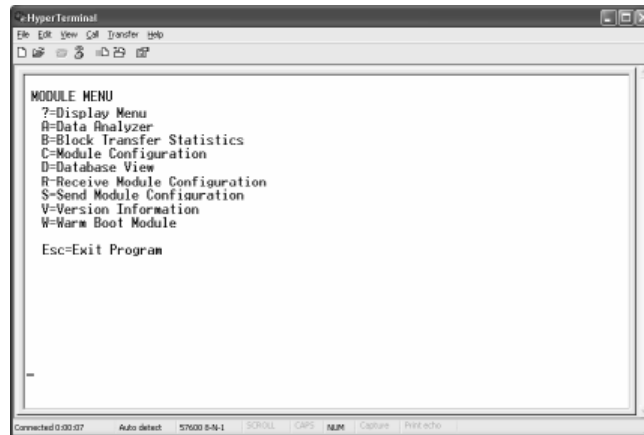 HyperTerminal
File Edit View Call Transfer Help
MODULE MENU
?=Display Menu
A=Data Analyzer
B=Block Transfer Statistics
C=Module Configuration
D=Database View
R=Receive Module Configuration
S=Send Module Configuration
V=Version Information
W=Warm Boot Module
Esc=Exit Program
Connected 0:00:07 Auto detect 57600 8-N-1 SCROLL CAPS NUM Capture Print echo